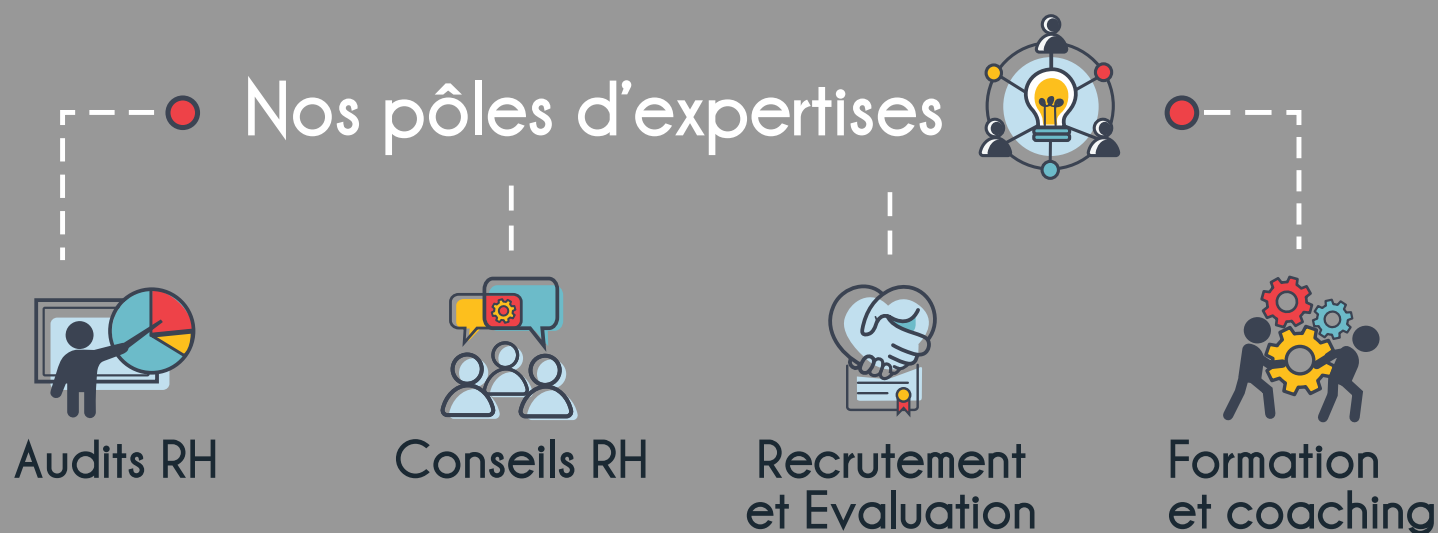 Nos pôles d'expertises
Audits RH
Conseils RH
Recrutement
et Evaluation
Formation
et coaching